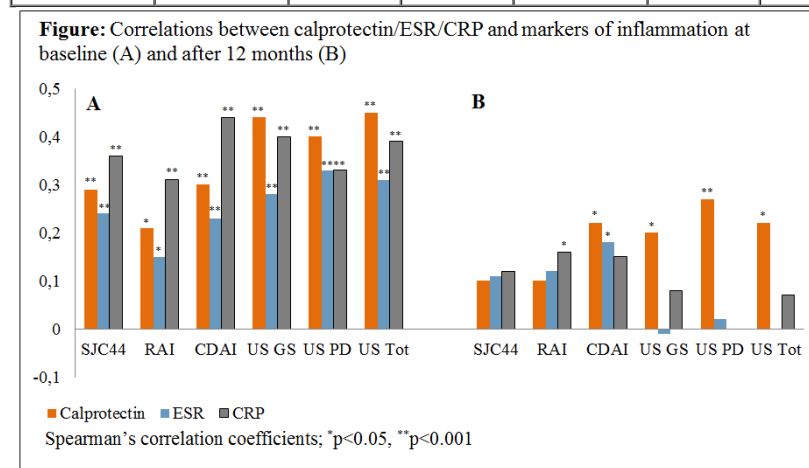 Figure: Correlations between calprotectin/ESR/CRP and markers of inflammation at
baseline (A) and after 12 months (B)
0,5
0,4
0,3
0,2
0,1
0
-0,1
A
** ** ** * * ** ** ** ** ** ** ** ** **** ** ** **
SJC44 RAI CDAI US GS US PD US Tot
B
* * * * ** *
SJC44 RAI CDAI US GS US PD US Tot
Calprotectin ESR CRP
Spearman's correlation coefficients; *p<0.05, **p<0.001